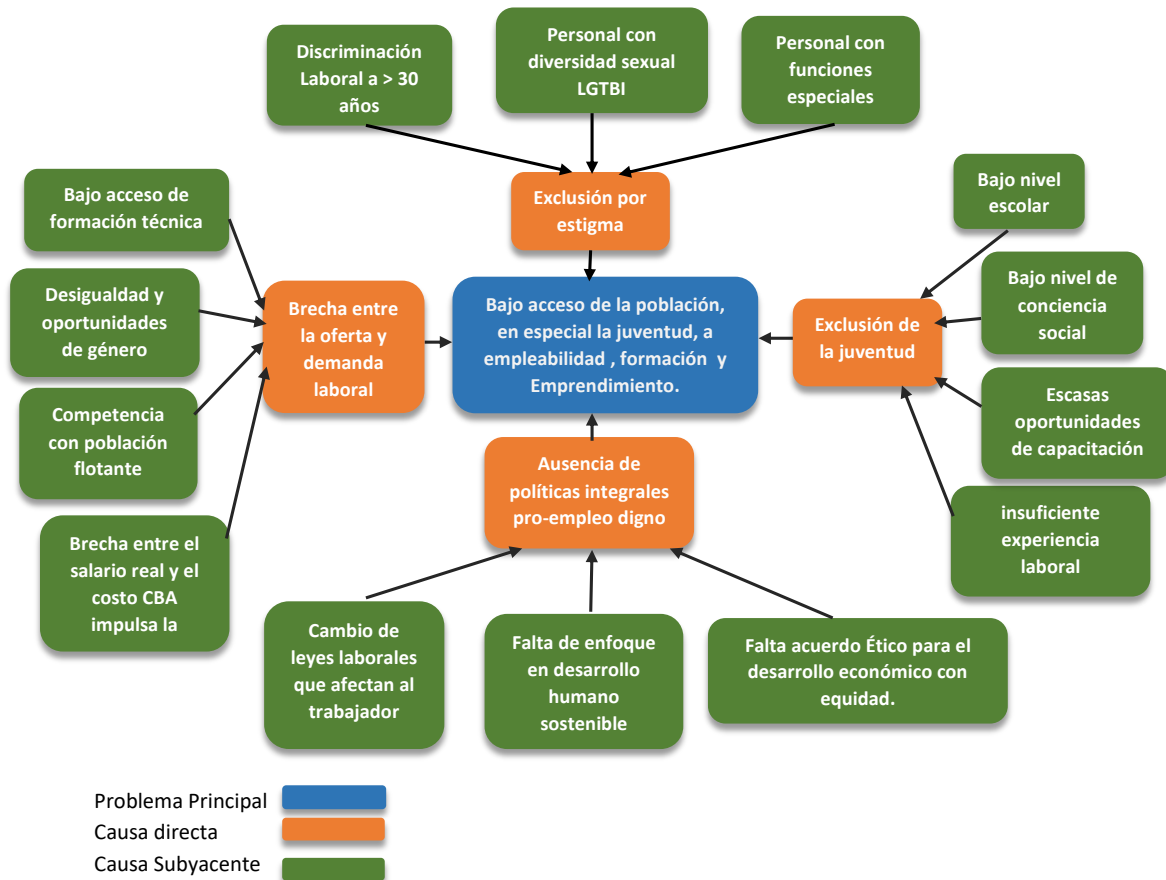 Discriminación
Laboral a > 30
años
Personal con
diversidad sexual
LGTBI
Personal con
funciones
especiales
Exclusión por
estigma
Bajo acceso de
formación técnica
Desigualdad y
oportunidades
de género
Competencia
con población
flotante
Brecha entre el
salario real y el
costo CBA
impulsa la
Brecha entre
la oferta y
demanda
laboral
Bajo acceso de la población,
en especial la juventud, a
empleabilidad , formación y
Emprendimiento.
Exclusión de
la juventud
Bajo nivel
escolar
Bajo nivel de
conciencia
social
Escasas
oportunidades
de capacitación
insuficiente
experiencia
laboral
Ausencia de
políticas integrales
pro-empleo digno
Cambio de
leyes laborales
que afectan al
trabajador
Falta de enfoque
en desarrollo
humano
sostenible
Falta acuerdo Ético para el
desarrollo económico con
equidad.
Problema Principal
Causa directa
Causa Subyacente